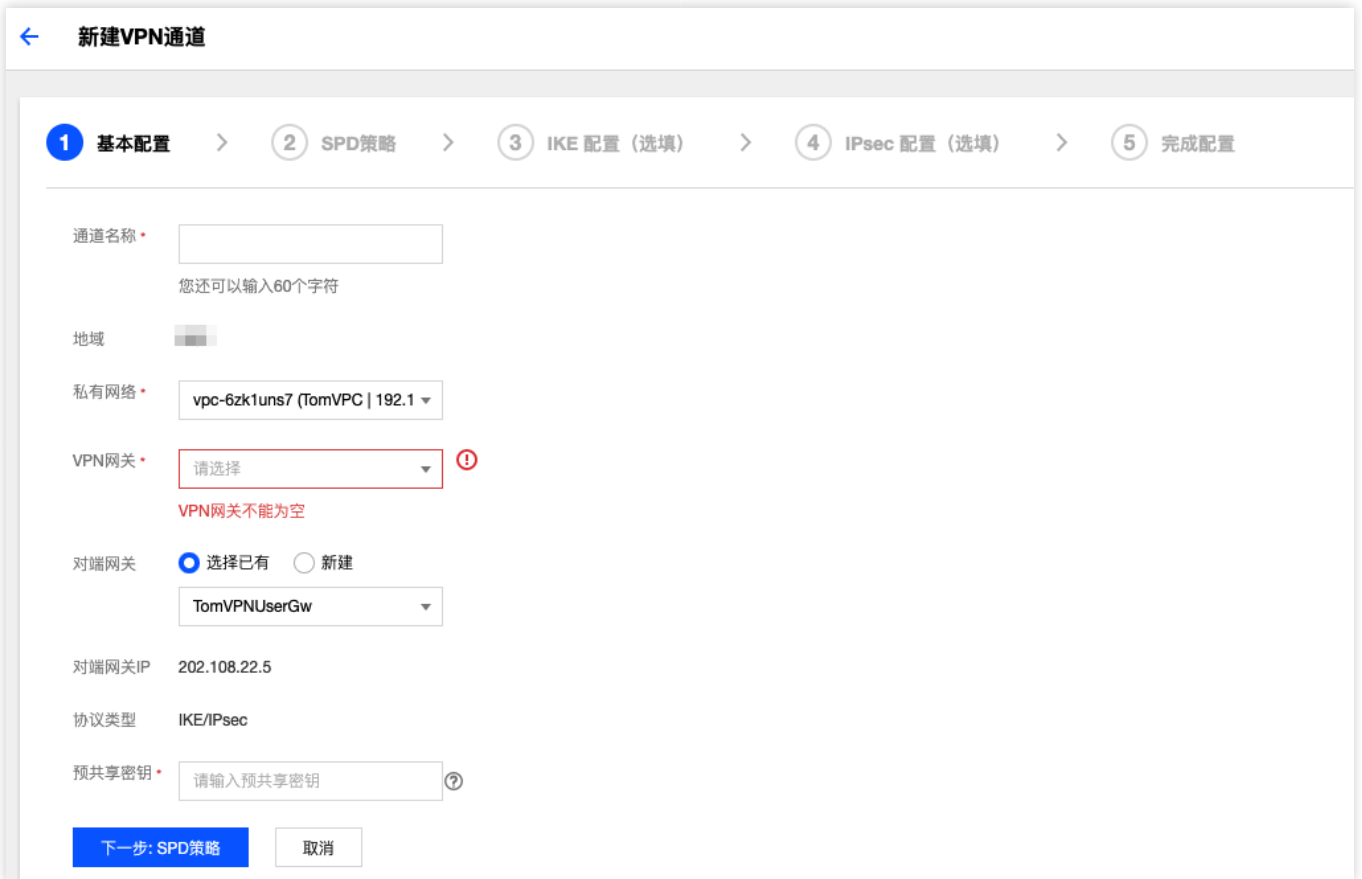 新建VPN通道
1 基本配置 > 2 SPD策略 > 3 IKE 配置（选填） > 4 IPsec 配置（选填） > 5 完成配置
通道名称 •
您还可以输入60个字符
地域
私有网络 • vpc-6zk1uns7 (TomVPC | 192.1
VPN网关 • 请选择
VPN网关不能为空
对端网关 选择已有 新建
TomVPNUserGw
对端网关IP 202.108.22.5
协议类型 IKE/IPsec
预共享密钥 • 请输入预共享密钥 ?
下一步: SPD策略 取消